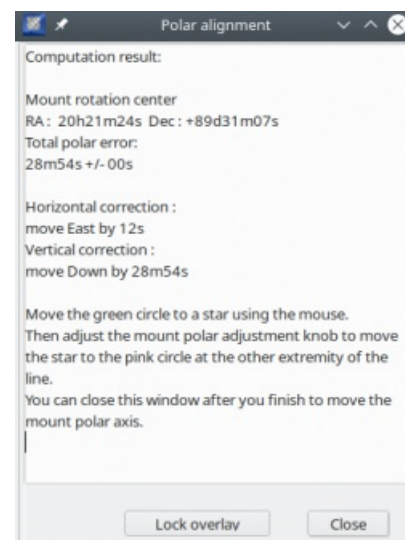 Polar alignment
Computation result:
Mount rotation center
RA : 20h21m24s Dec : +89d31m07s
Total polar error:
28m54s +/- 00s
Horizontal correction :
move East by 12s
Vertical correction :
move Down by 28m54s
Move the green circle to a star using the mouse.
Then adjust the mount polar adjustment knob to move
the star to the pink circle at the other extremity of the
line.
You can close this window after you finish to move the
mount polar axis.
Lock overlay Close